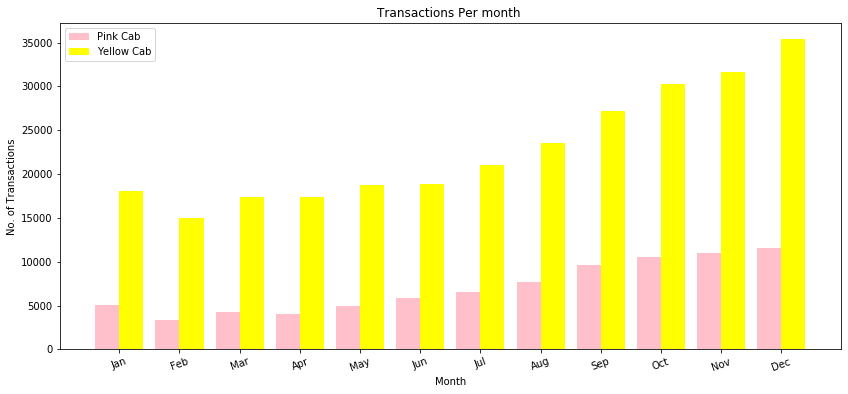 Transactions Per month
Pink Cab
Yellow Cab
No. of Transactions
35000
30000
25000
20000
15000
10000
5000
0
Jan Feb Mar Apr May Jun Jul Aug Sep Oct Nov Dec
Month